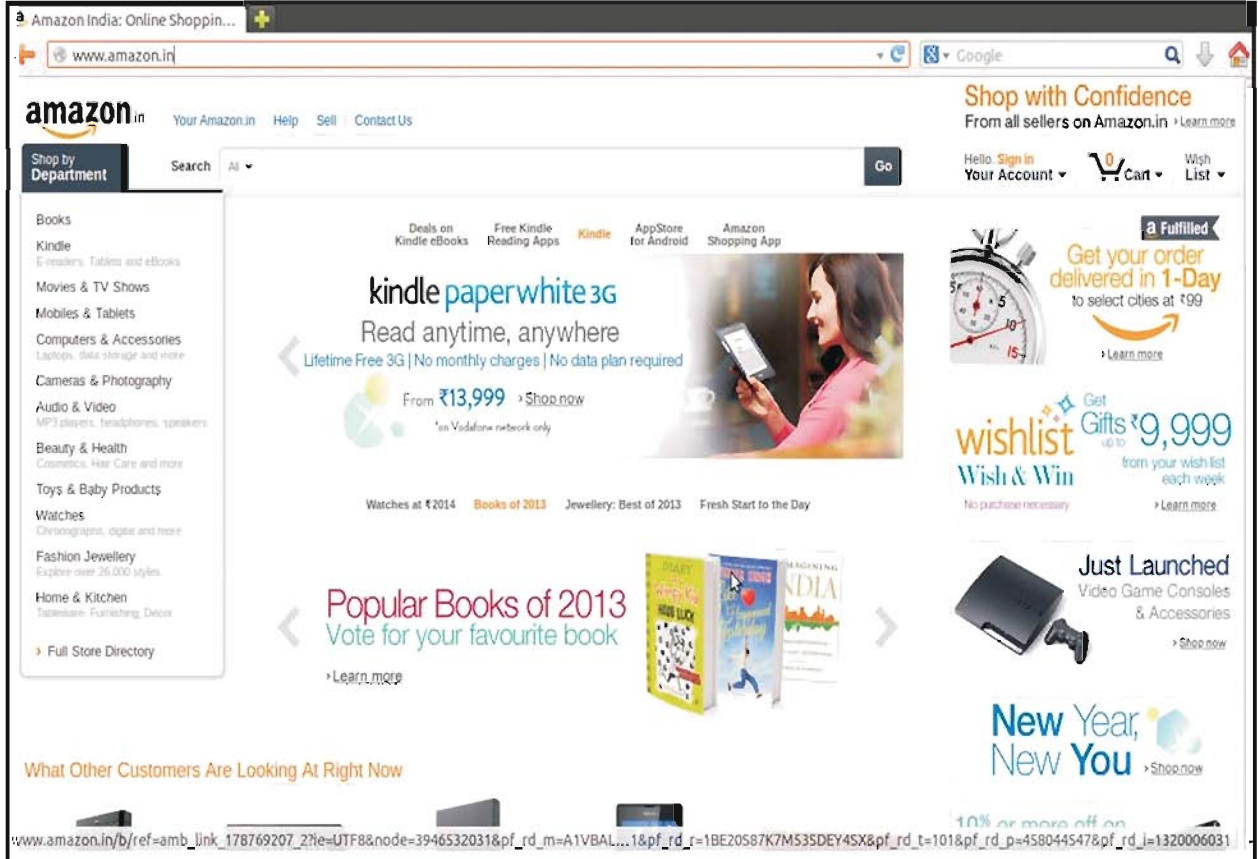 a Amazon India: Online Shoppin...
www.amazon.in
Google
amazon.in
Your Amazon.in Help Sell Contact Us
Shop with Confidence
From all sellers on Amazon.in › Learn more
Shop by
Department
Search All
Go
Hello. Sign in
Your Account
0
Cart
Wish
List
Books
Kindle
E-readers, Tablets and eBooks
Movies & TV Shows
Mobiles & Tablets
Computers & Accessories
Laptops, data storage and more
Cameras & Photography
Audio & Video
MP3 players, headphones, speakers
Beauty & Health
Cosmetics, Hair Care and more
Toys & Baby Products
Watches
Chronographs, digital and more
Fashion Jewellery
Explore over 26,000 styles
Home & Kitchen
Tableware, Furnishing, Decor
› Full Store Directory
Deals on
Kindle eBooks
Free Kindle
Reading Apps
Kindle
AppStore
for Android
Amazon
Shopping App
kindle paperwhite 3G
Read anytime, anywhere
Lifetime Free 3G | No monthly charges | No data plan required
From ₹13,999 › Shop now
*on Vodafone network only
Watches at ₹2014 Books of 2013 Jewellery: Best of 2013 Fresh Start to the Day
Popular Books of 2013
Vote for your favourite book
› Learn more
DIARY
Wimpy Kid
HARD LUCK
INDIA
a Fulfilled
Get your order
delivered in 1-Day
to select cities at ₹99
› Learn more
5
10
15
wishlist
Wish & Win
No purchase necessary
Get
Gifts
up to
₹9,999
from your wish list
each week
› Learn more
Just Launched
Video Game Consoles
& Accessories
› Shop now
New Year,
New You › Shop now
10% or more off on
What Other Customers Are Looking At Right Now
www.amazon.in/b/ref=amb_link_178769207_2?ie=UTF8&node=3946532031&pf_rd_m=A1VBAL...1&pf_rd_r=1BE20S87K7M53SDEY4SX&pf_rd_t=101&pf_rd_p=458044547&pf_rd_i=1320006031